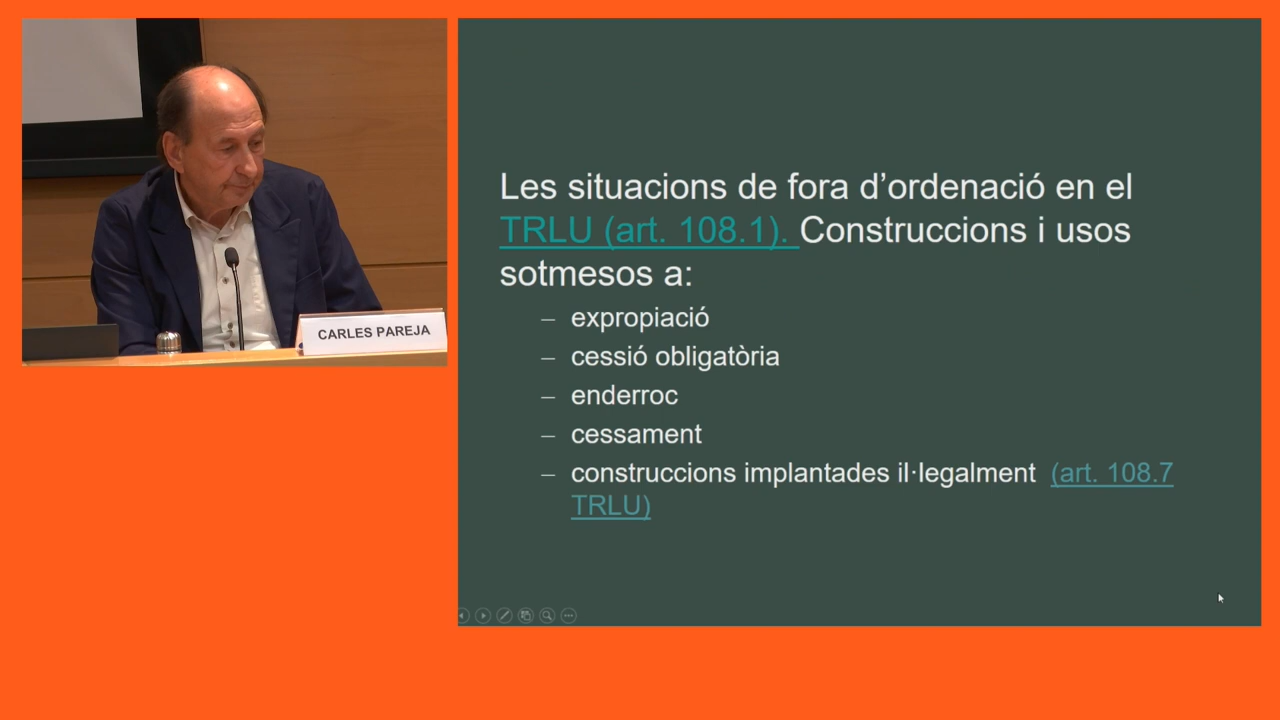 CARLES PAREJA
Les situacions de fora d’ordenació en el
TRLU (art. 108.1). Construccions i usos
sotmesos a:
– expropiació
– cessió obligatòria
– enderroc
– cessament
– construccions implantades il·legalment (art. 108.7
TRLU)